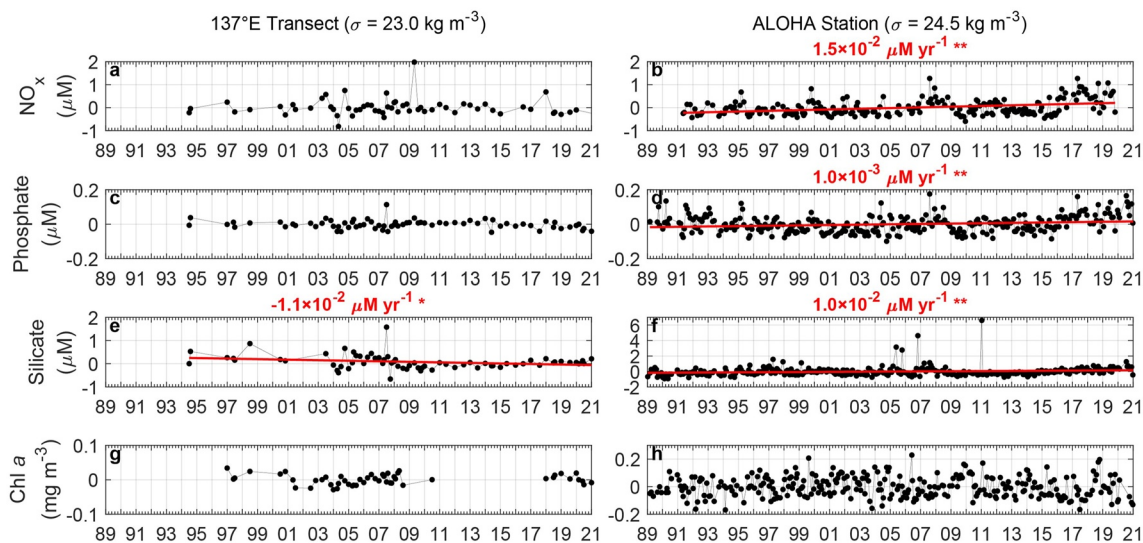 137°E Transect (σ = 23.0 kg m⁻³)
ALOHA Station (σ = 24.5 kg m⁻³)
1.5×10⁻² μM yr⁻¹ **
a
NOₓ
(μM)
2
1
0
-1
89 91 93 95 97 99 01 03 05 07 09 11 13 15 17 19 21
b
2
1
0
-1
89 91 93 95 97 99 01 03 05 07 09 11 13 15 17 19 21
1.0×10⁻³ μM yr⁻¹ **
c
Phosphate
(μM)
0.2
0
-0.2
89 91 93 95 97 99 01 03 05 07 09 11 13 15 17 19 21
d
0.2
0
-0.2
89 91 93 95 97 99 01 03 05 07 09 11 13 15 17 19 21
-1.1×10⁻² μM yr⁻¹ *
1.0×10⁻² μM yr⁻¹ **
e
Silicate
(μM)
2
1
0
-1
89 91 93 95 97 99 01 03 05 07 09 11 13 15 17 19 21
f
6
4
2
0
-2
89 91 93 95 97 99 01 03 05 07 09 11 13 15 17 19 21
g
Chl a
(mg m⁻³)
0.1
0
-0.1
89 91 93 95 97 99 01 03 05 07 09 11 13 15 17 19 21
h
0.2
0
-0.2
89 91 93 95 97 99 01 03 05 07 09 11 13 15 17 19 21